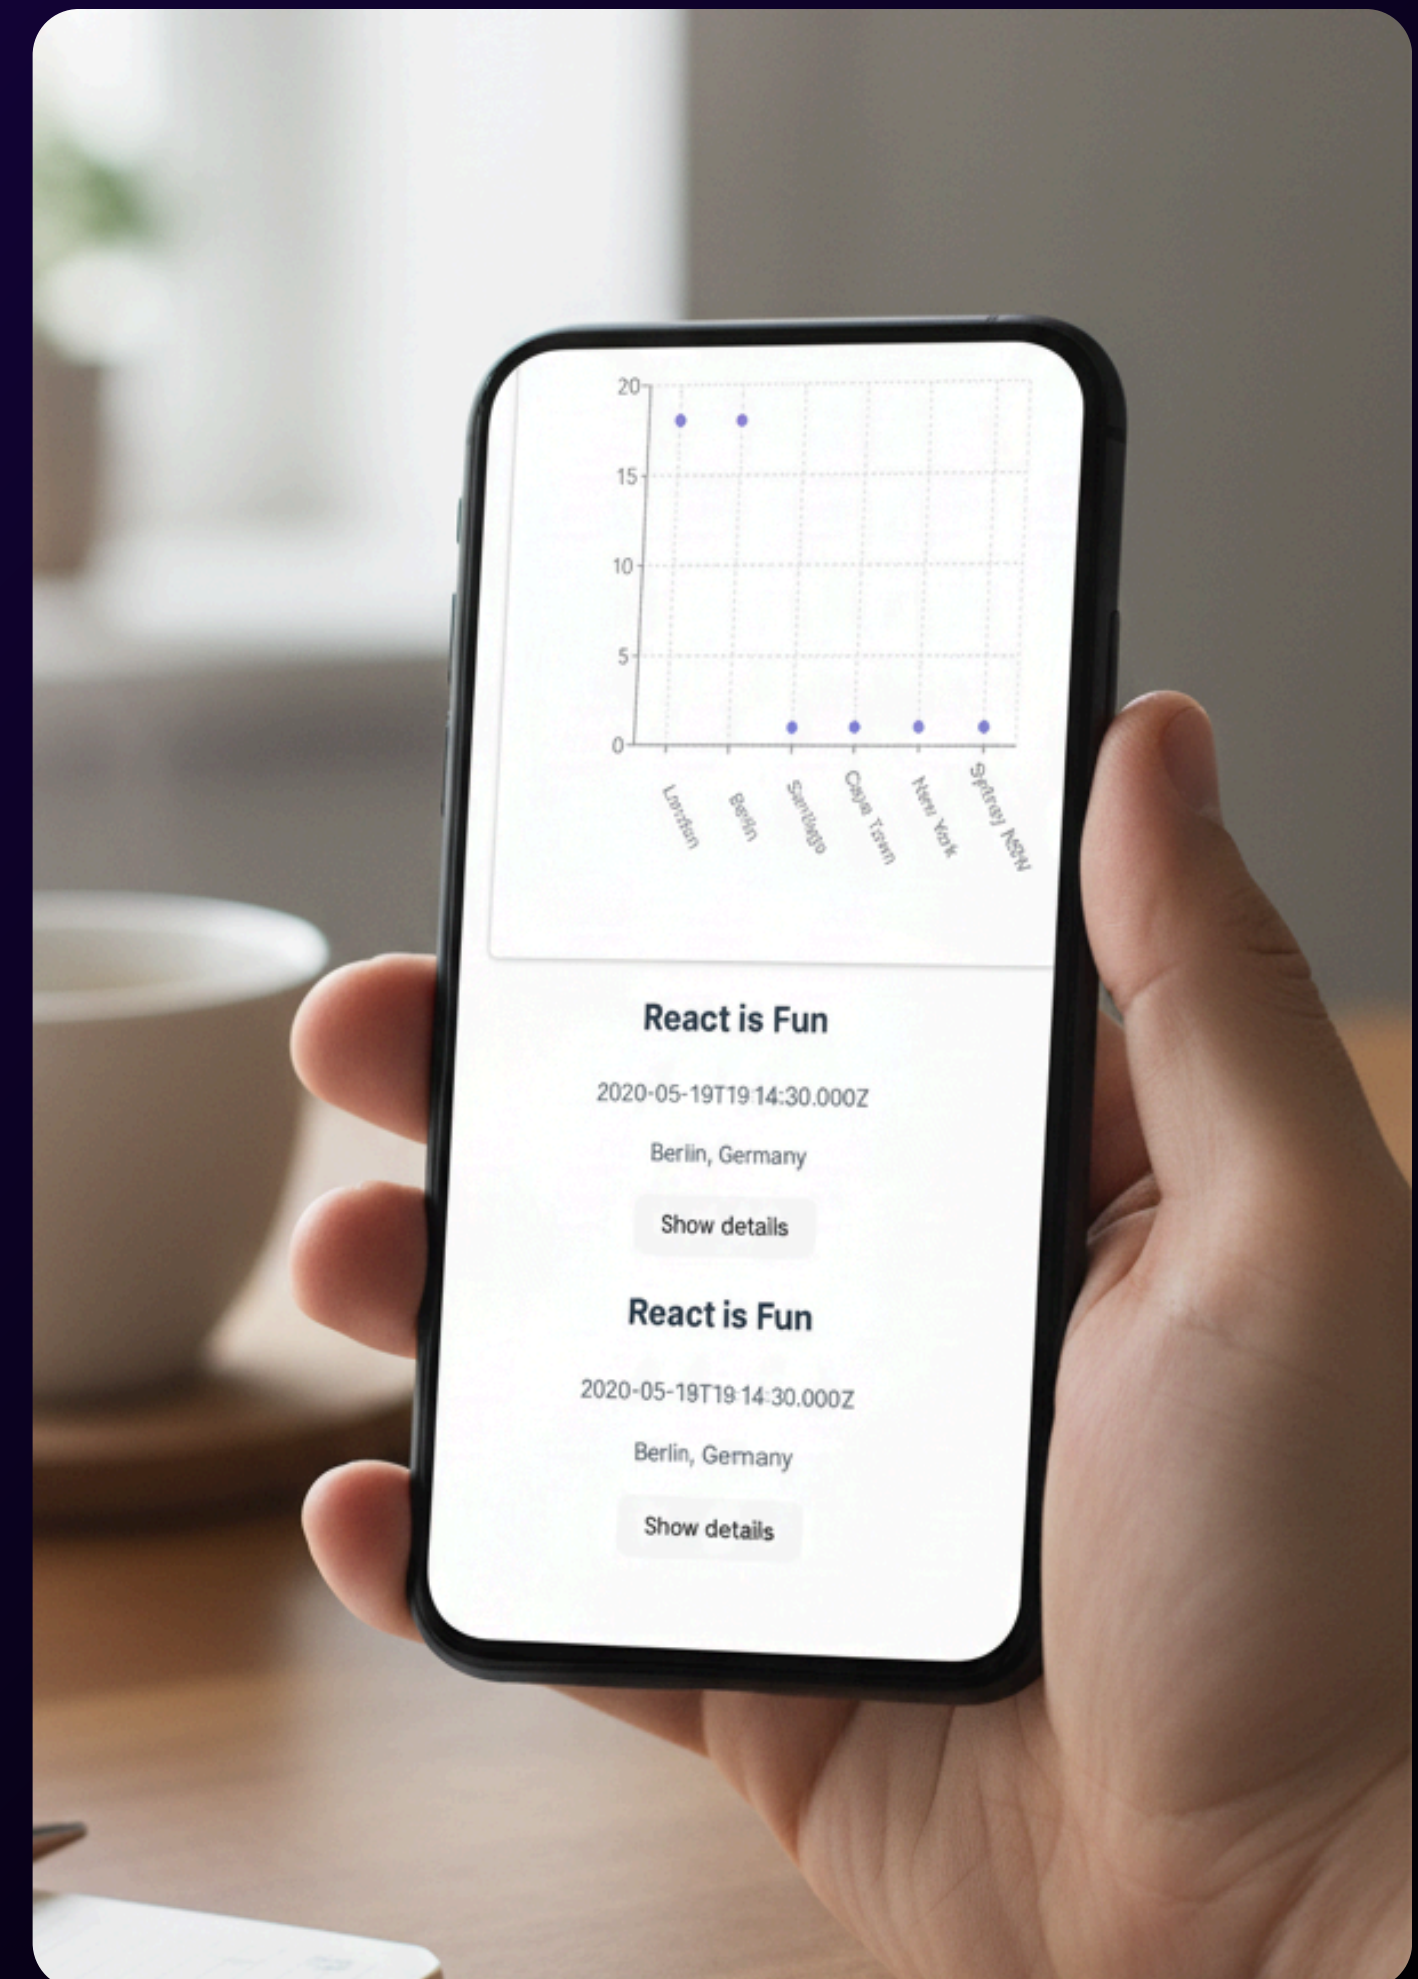 20
15
10
5
0
London
Berlin
Santiago
Cape Town
New York
Sydney NSW
React is Fun
2020-05-19T19:14:30.000Z
Berlin, Germany
Show details
React is Fun
2020-05-19T19:14:30.000Z
Berlin, Germany
Show details